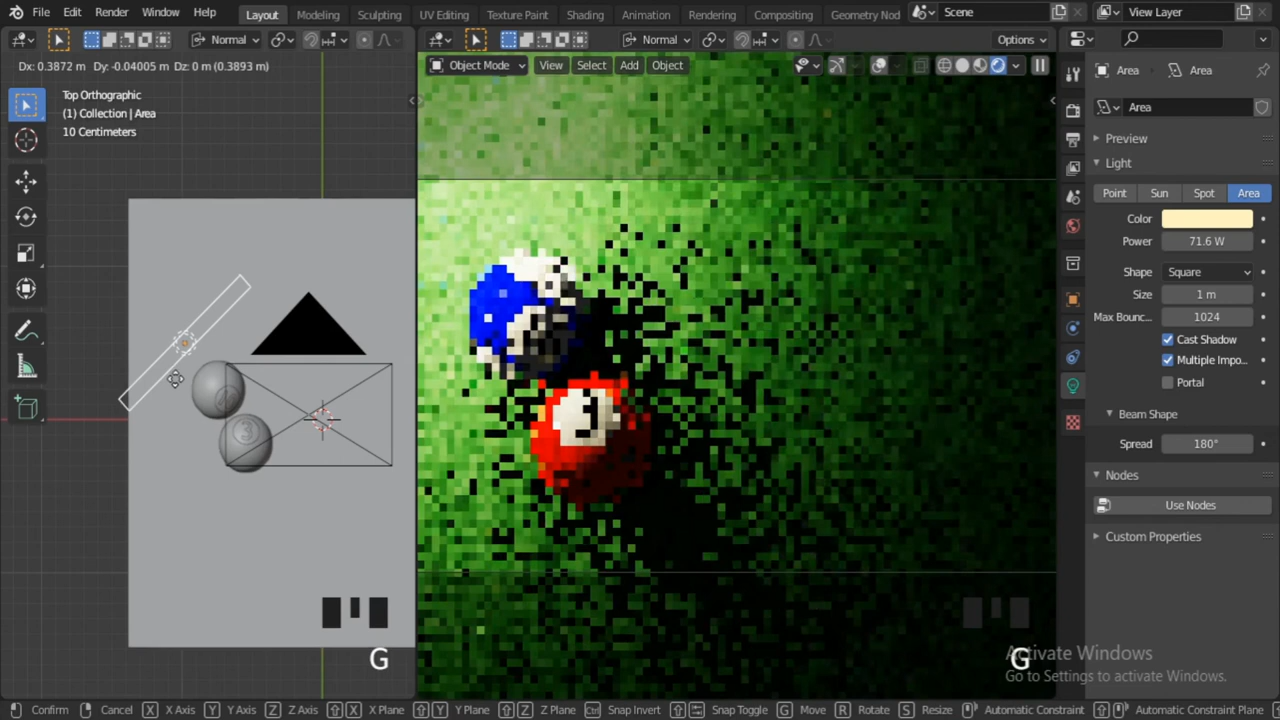 File Edit Render Window Help Layout Modeling Sculpting UV Editing Texture Paint Shading Animation Rendering Compositing Geometry Nod Scene View Layer
Normal Normal Options
Dx: 0.3872 m Dy: -0.04005 m Dz: 0 m (0.3893 m) Object Mode View Select Add Object
Area Area
Top Orthographic
(1) Collection | Area
10 Centimeters
Area
Preview
Light
Point Sun Spot Area
Color
Power 71.6 W
Shape Square
Size 1 m
Max Bounc... 1024
Cast Shadow
Multiple Impo...
Portal
Beam Shape
Spread 180°
Nodes
Use Nodes
Custom Properties
3
3
G
G
Activate Windows
Go to Settings to activate Windows.
Confirm Cancel X X Axis Y Y Axis Z Z Axis X X Plane Y Y Plane Z Z Plane Ctrl Snap Invert Snap Toggle G Move R Rotate S Resize Automatic Constraint Automatic Constraint Plane